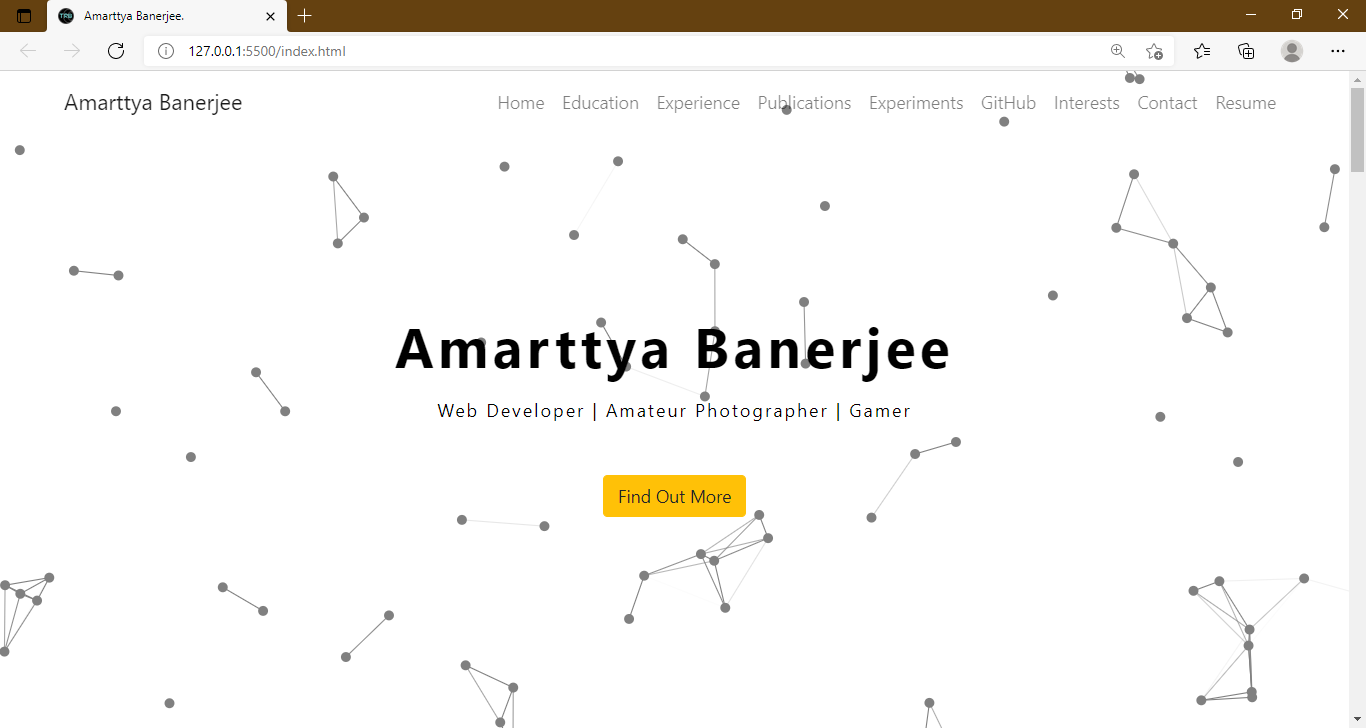 TRB
Amarttya Banerjee.
127.0.0.1:5500/index.html
Amarttya Banerjee
Home Education Experience Publications Experiments GitHub Interests Contact Resume
Amarttya Banerjee
Web Developer | Amateur Photographer | Gamer
Find Out More